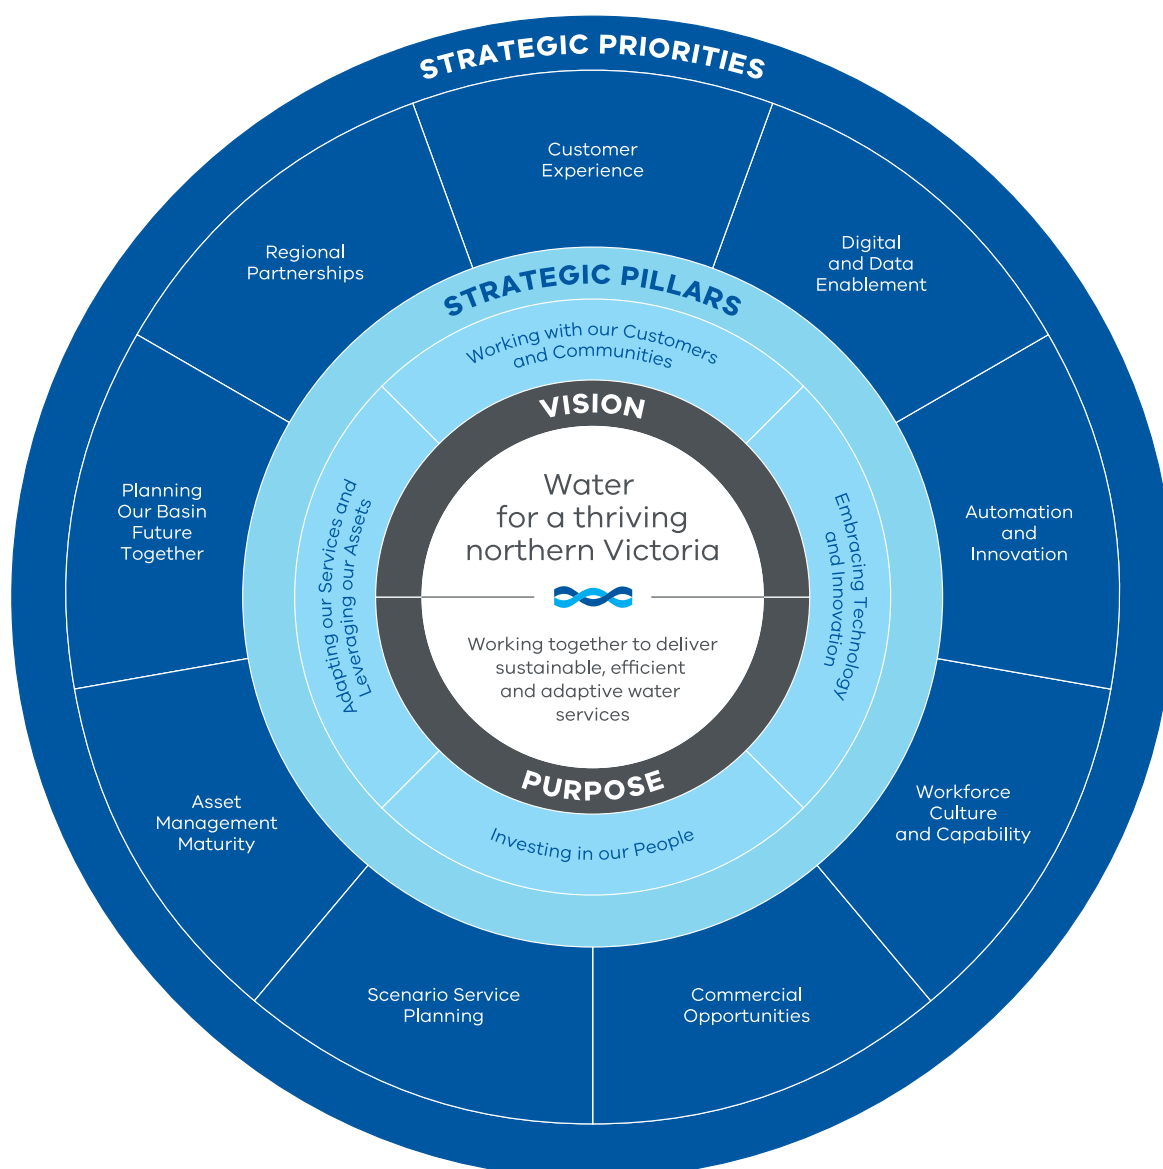 STRATEGIC PRIORITIES
Customer
Experience
Digital
and Data
Enablement
Automation
and
Innovation
Workforce
Culture
and Capability
Commercial
Opportunities
Scenario Service
Planning
Asset
Management
Maturity
Planning
Our Basin
Future
Together
Regional
Partnerships
STRATEGIC PILLARS
Working with our Customers
and Communities
Embracing Technology
and Innovation
Investing in our People
Adapting our Services and
Leveraging our Assets
VISION
Water
for a thriving
northern Victoria
Working together to deliver
sustainable, efficient
and adaptive water
services
PURPOSE